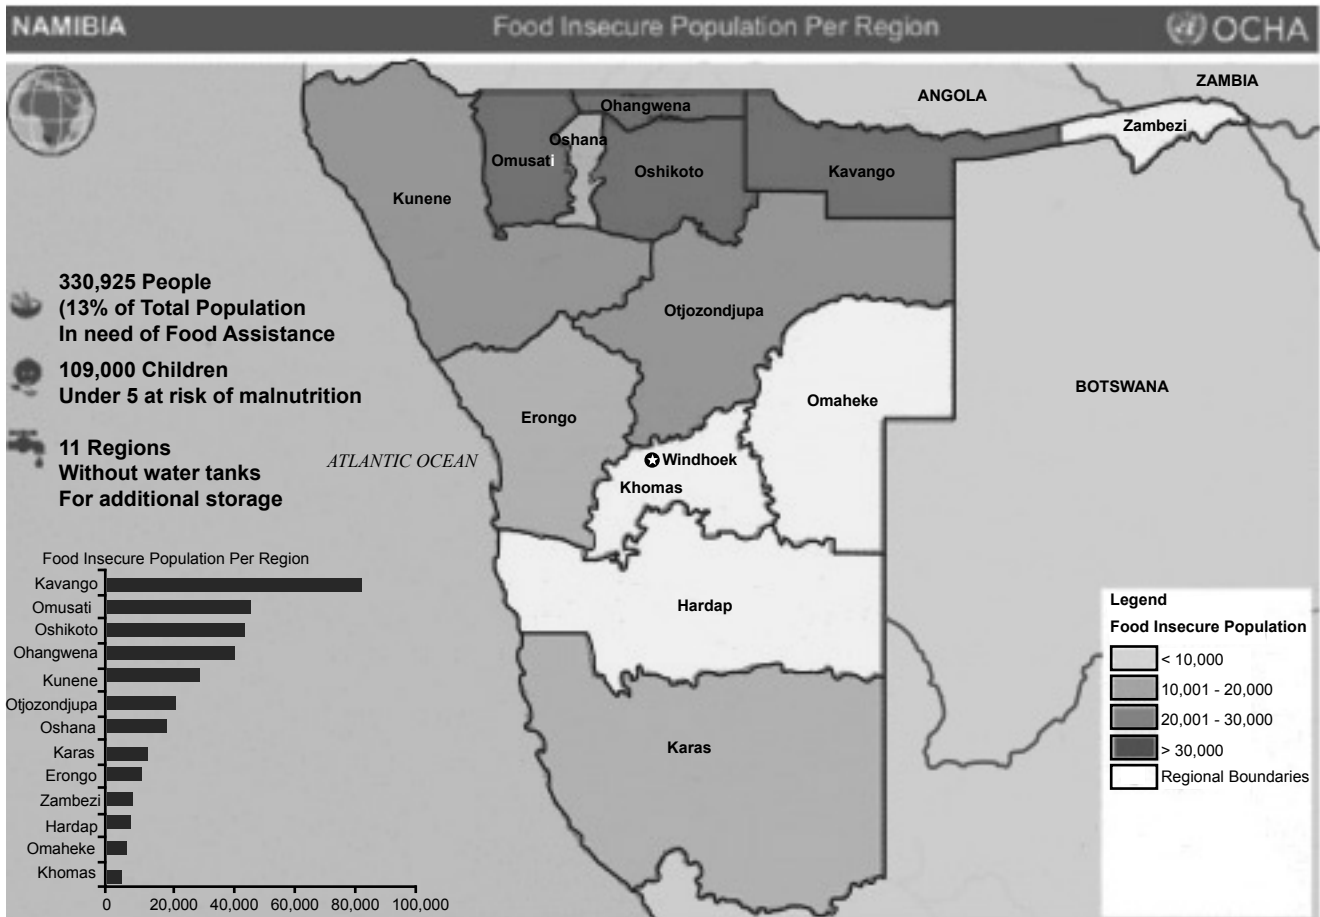 NAMIBIA
Food Insecure Population Per Region
OCHA
ZAMBIA
ANGOLA
Ohangwena
Zambezi
Oshana
Omusati
Oshikoto
Kavango
Kunene
330,925 People
(13% of Total Population
In need of Food Assistance
Otjozondjupa
109,000 Children
Under 5 at risk of malnutrition
BOTSWANA
Omaheke
Erongo
11 Regions
Without water tanks
For additional storage
ATLANTIC OCEAN
Windhoek
Khomas
Hardap
Karas
Food Insecure Population Per Region
Kavango
Omusati
Oshikoto
Ohangwena
Kunene
Otjozondjupa
Oshana
Karas
Erongo
Zambezi
Hardap
Omaheke
Khomas
0 20,000 40,000 60,000 80,000 100,000
Legend
Food Insecure Population
< 10,000
10,001 - 20,000
20,001 - 30,000
> 30,000
Regional Boundaries